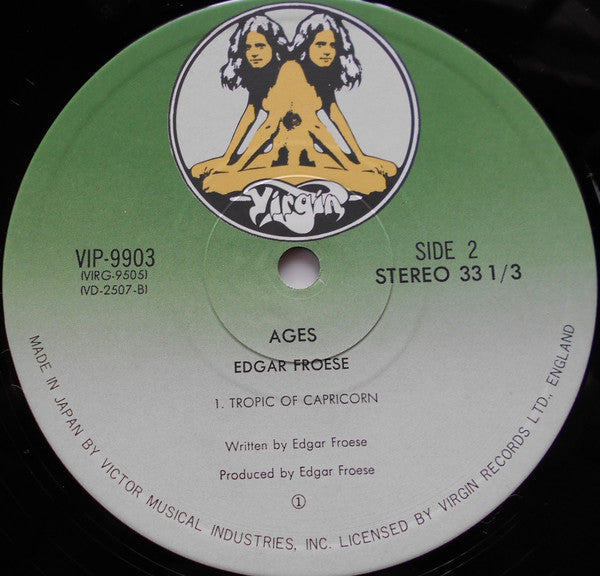 Virgin
VIP-9903
(VIRG-9505)
(VD-2507-B)
SIDE 2
STEREO 33 1/3
AGES
EDGAR FROESE
1. TROPIC OF CAPRICORN
Written by Edgar Froese
Produced by Edgar Froese
①
MADE IN JAPAN BY VICTOR MUSICAL INDUSTRIES, INC. LICENSED BY VIRGIN RECORDS LTD., ENGLAND